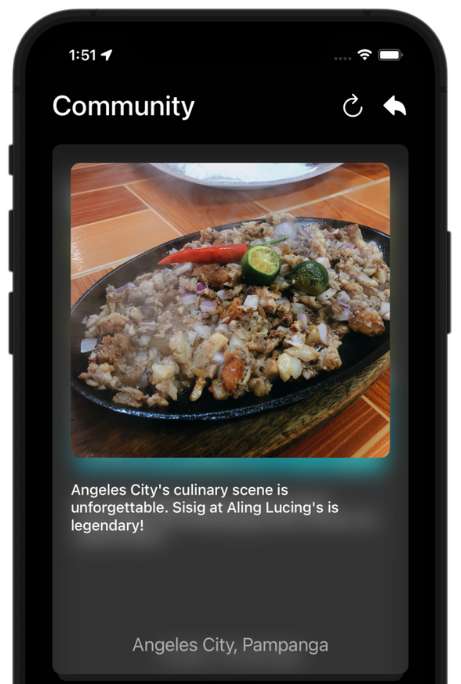 1:51
Community
Angeles City's culinary scene is
unforgettable. Sisig at Aling Lucing's is
legendary!
Angeles City, Pampanga